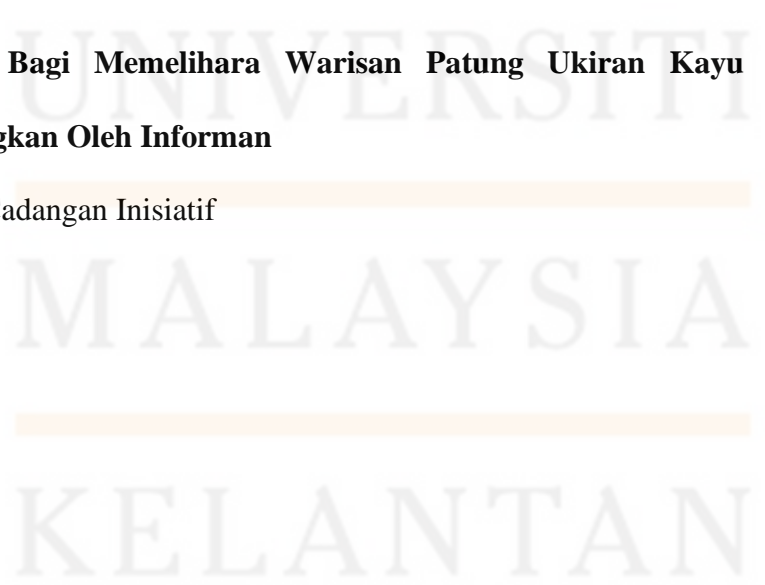 UNIVERSITI
Bagi Memelihara Warisan Patung Ukiran Kayu
gkan Oleh Informan
adangan Inisiatif
MALAYSIA
KELANTAN